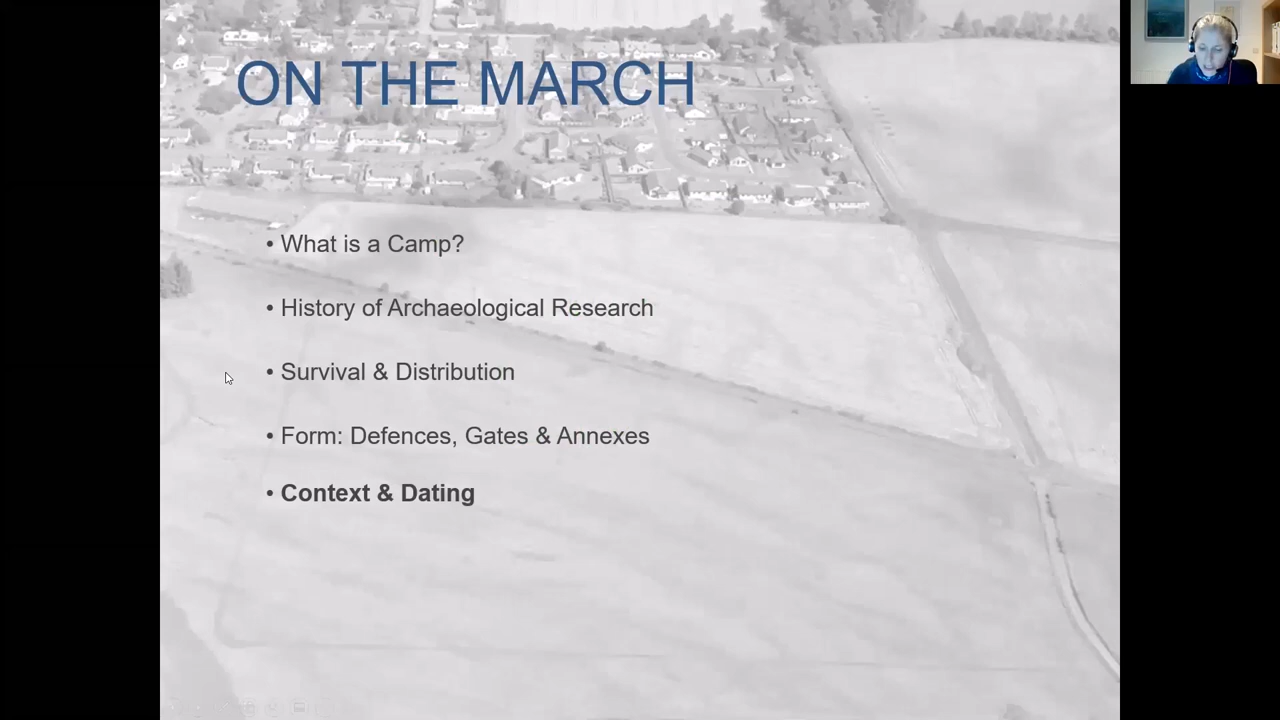 ON THE MARCH
• What is a Camp?
• History of Archaeological Research
• Survival & Distribution
• Form: Defences, Gates & Annexes
• Context & Dating